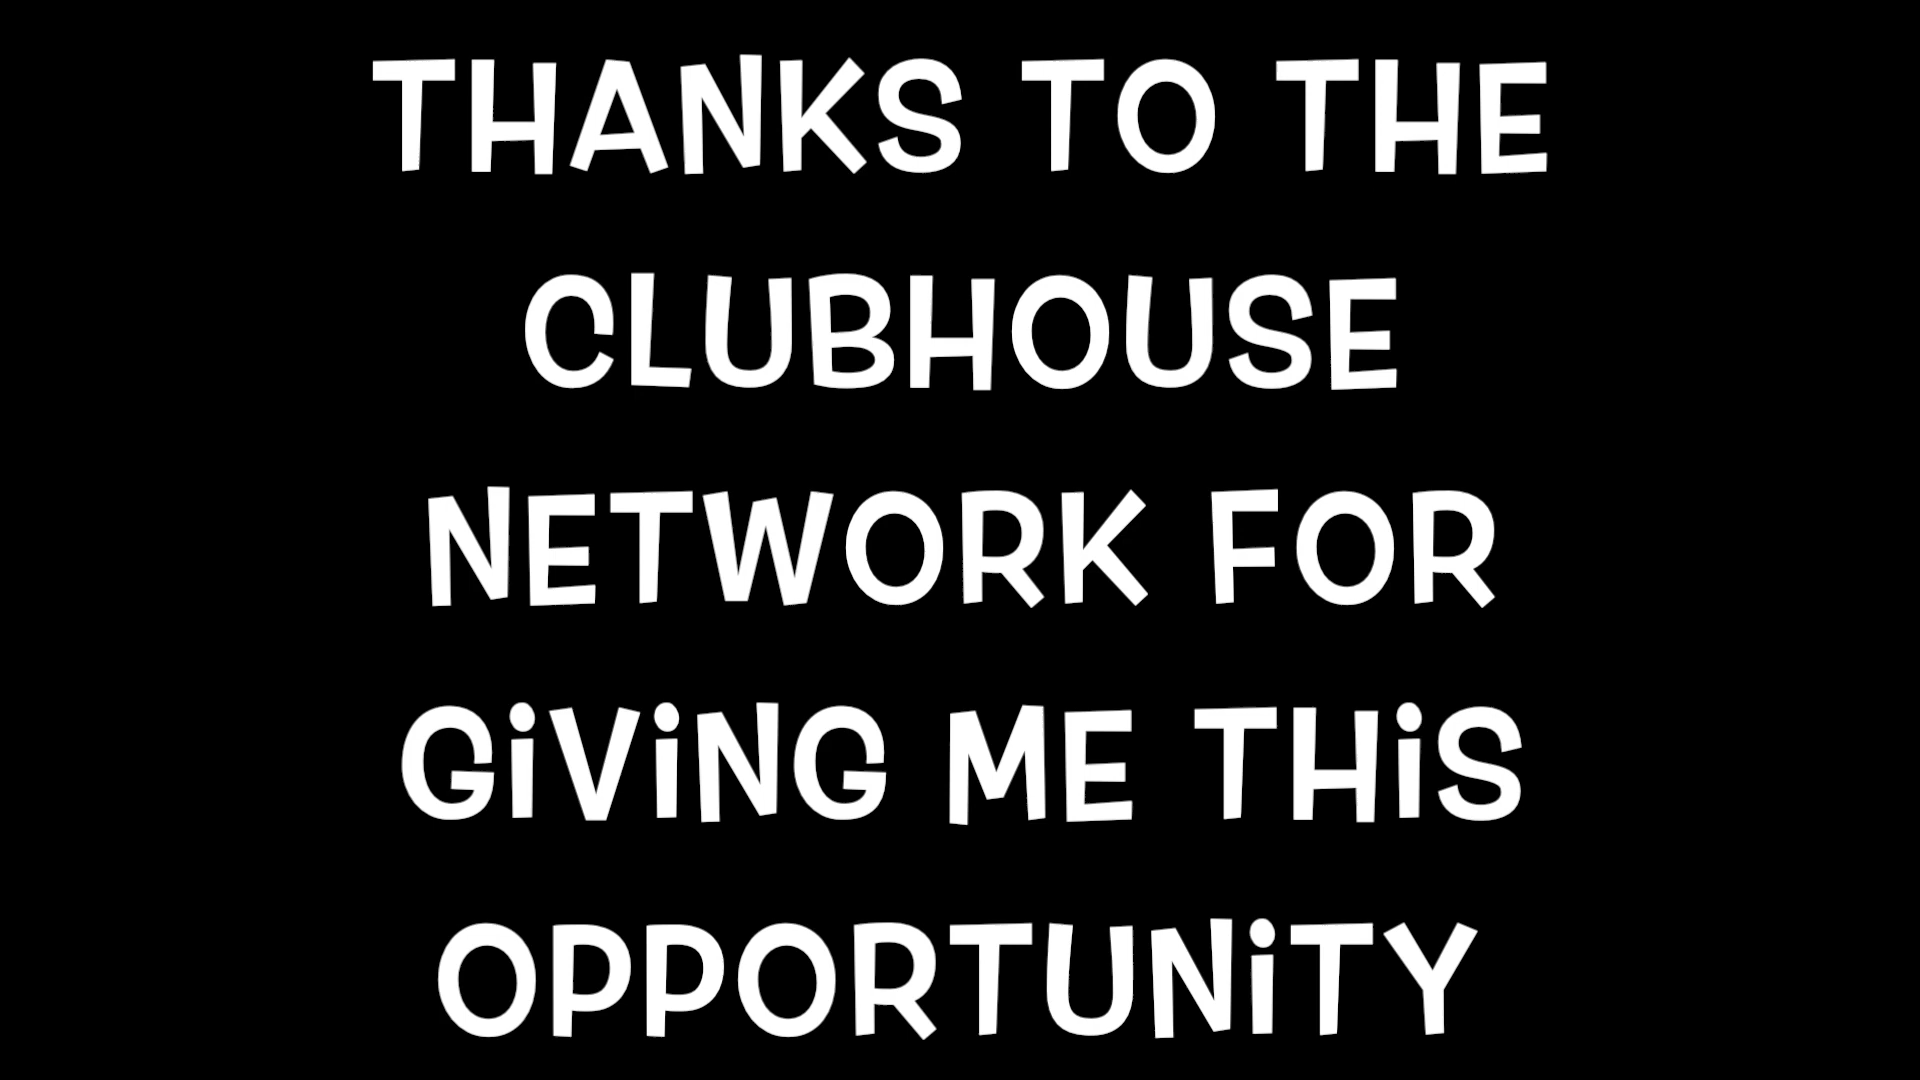 THANKS TO THE
CLUBHOUSE
NETWORK FOR
GiViNG ME THiS
OPPORTUNiTY